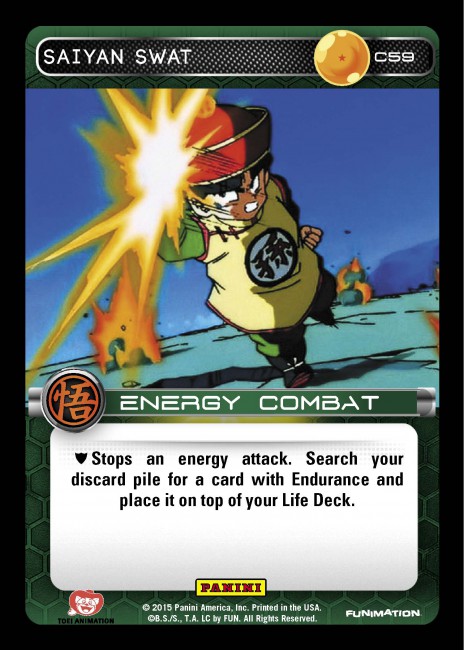 SAIYAN SWAT C59
孫
悟 ENERGY COMBAT
Stops an energy attack. Search your
discard pile for a card with Endurance and
place it on top of your Life Deck.
PANINI
TOEI ANIMATION
© 2015 Panini America, Inc. Printed in the USA.
©B.S./S., T.A. LC by FUN. All Rights Reserved.
FUNIMATION